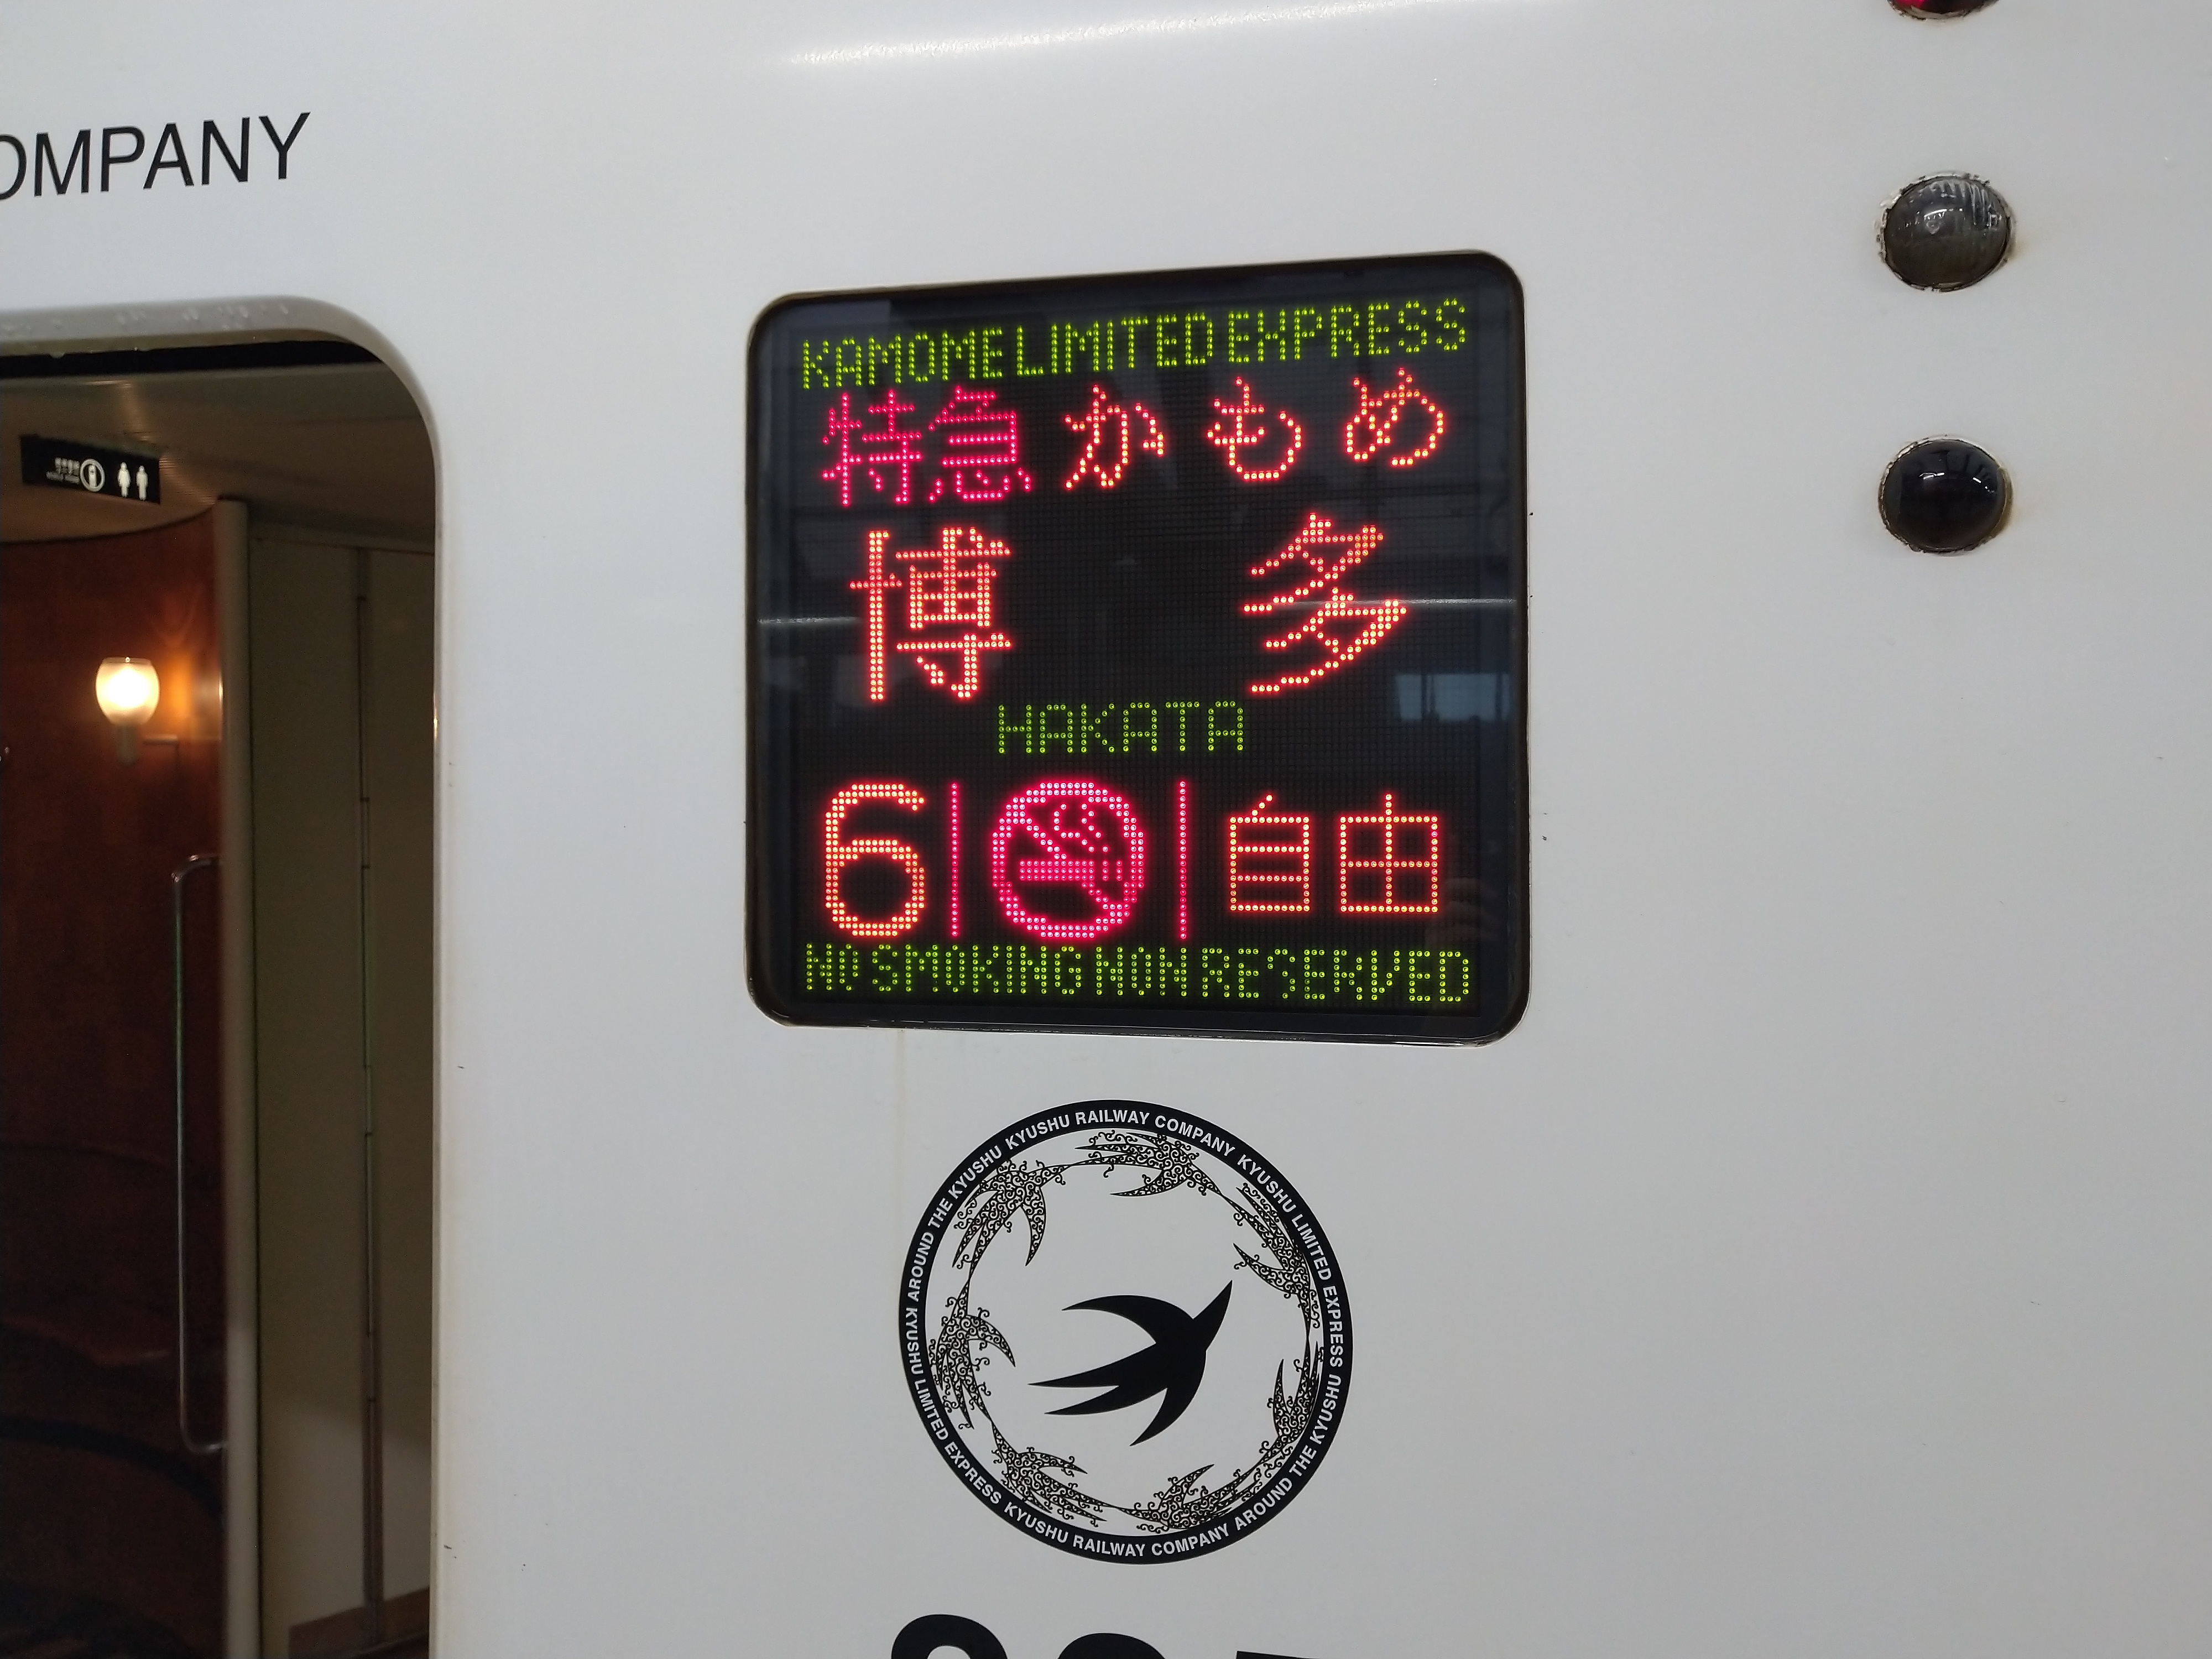 OMPANY
KAMOME LIMITED EXPRESS
特急 かもめ
博 多
HAKATA
6 自由
NO SMOKING NON RESERVED
KYUSHU RAILWAY COMPANY KYUSHU LIMITED EXPRESS AROUND THE KYUSHU KYUSHU RAILWAY COMPANY KYUSHU LIMITED EXPRESS AROUND THE KYUSHU